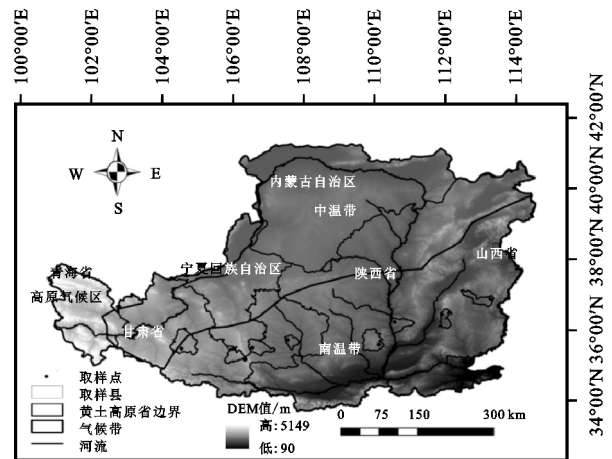 100°00′E 102°00′E 104°00′E 106°00′E 108°00′E 110°00′E 112°00′E 114°00′E
42°00′N
40°00′N
38°00′N
36°00′N
34°00′N
N
W E
S
内蒙古自治区
中温带
宁夏回族自治区
陕西省
山西省
青海省
高原气候区
甘肃省
南温带
取样点
取样县
黄土高原省边界
气候带
河流
DEM值/m
高:5149
低:90
0 75 150 300 km